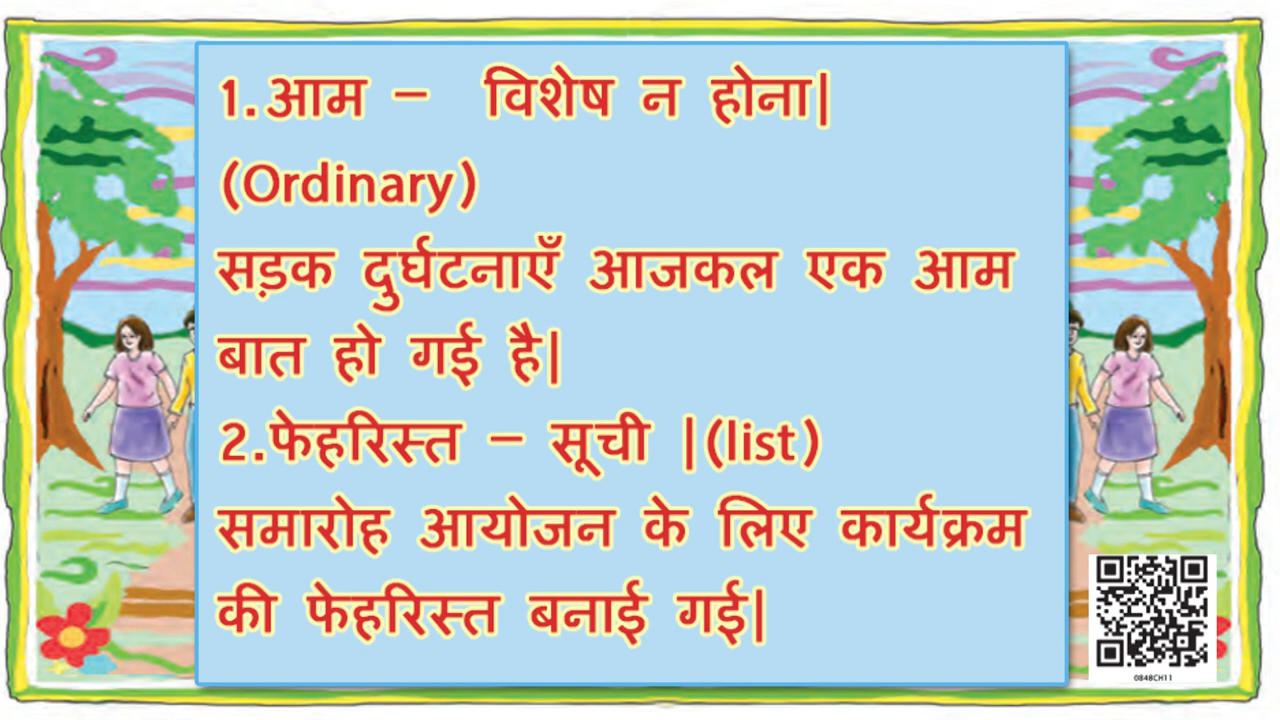 1.आम – विशेष न होना|
(Ordinary)
सड़क दुर्घटनाएँ आजकल एक आम
बात हो गई है|
2.फेहरिस्त – सूची |(list)
समारोह आयोजन के लिए कार्यक्रम
की फेहरिस्त बनाई गई|
0848CH11